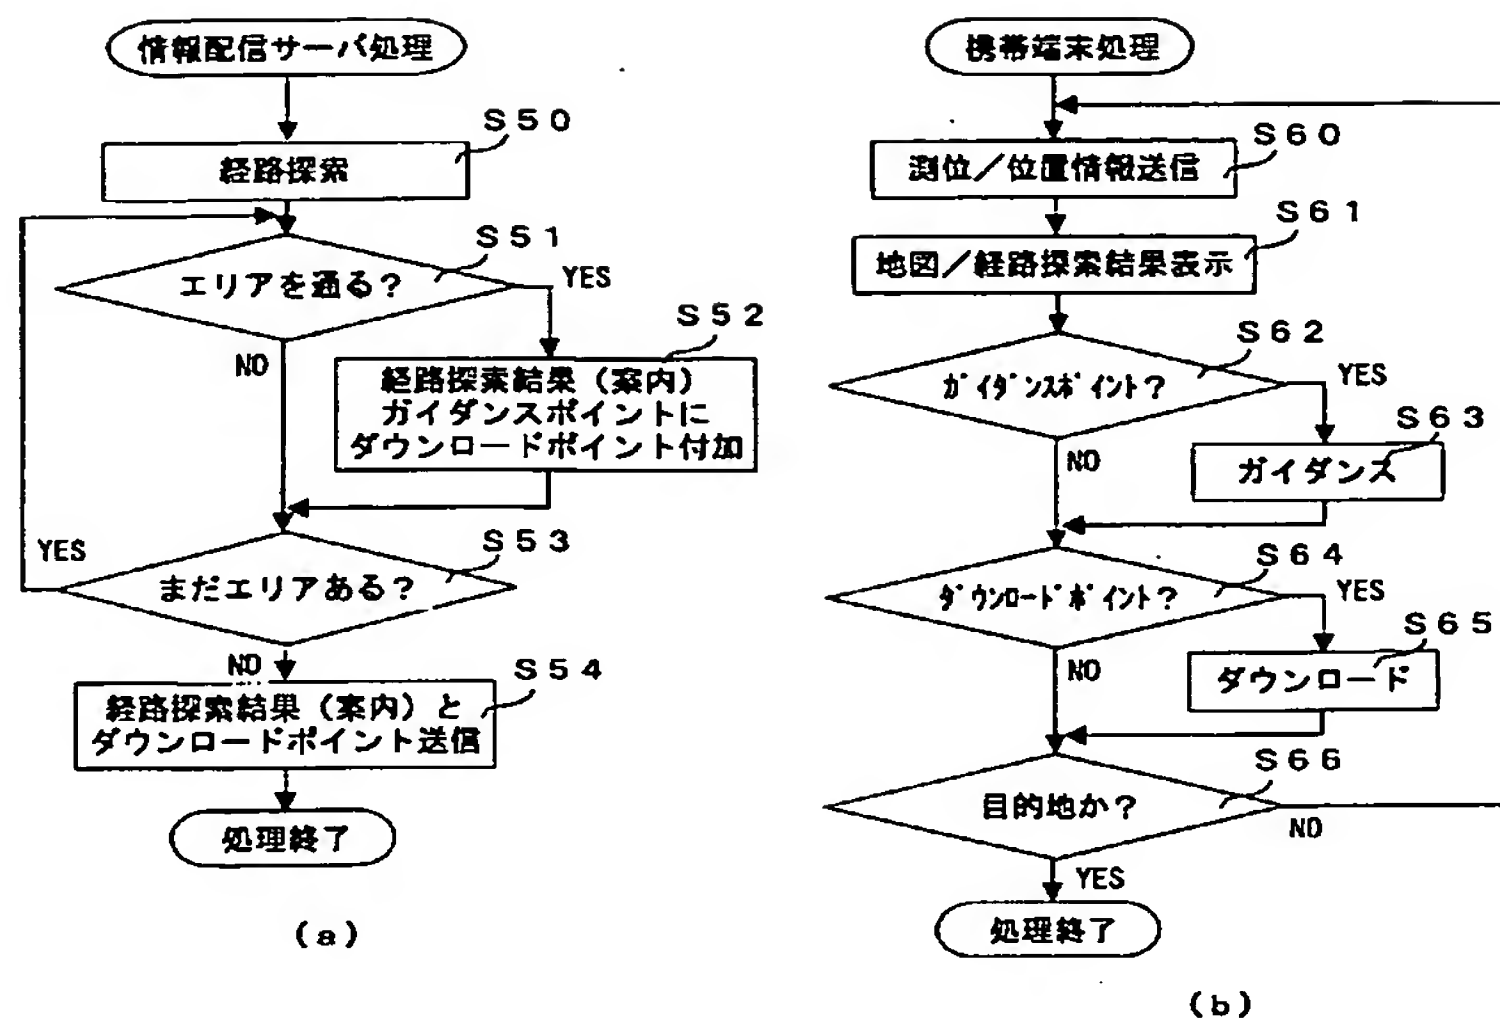 情報配信サーバ処理
S50
経路探索
S51
エリアを通る?
YES
NO
S52
経路探索結果(案内)
ガイダンスポイントに
ダウンロードポイント付加
S53
YES
まだエリアある?
NO
S54
経路探索結果(案内)と
ダウンロードポイント送信
処理終了
(a)
携帯端末処理
S60
測位/位置情報送信
S61
地図/経路探索結果表示
S62
ガイダンスポイント?
YES
NO
S63
ガイダンス
S64
ダウンロードポイント?
YES
NO
S65
ダウンロード
S66
目的地か?
NO
YES
処理終了
(b)